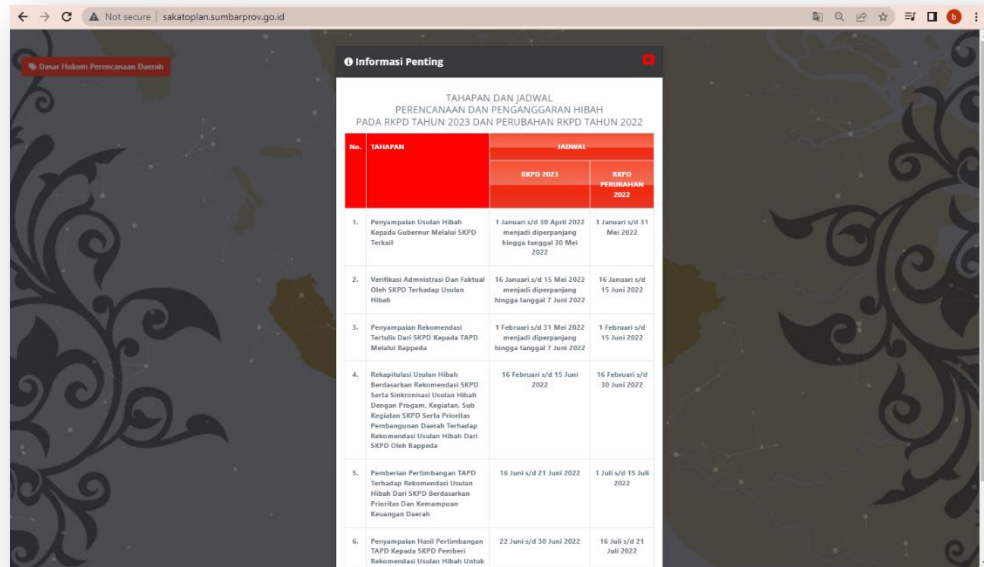 Not secure | sakatoplan.sumbarprov.go.id
b
Dasar Hukum Perencanaan Daerah
Informasi Penting
TAHAPAN DAN JADWAL
PERENCANAAN DAN PENGANGGARAN HIBAH
PADA RKPD TAHUN 2023 DAN PERUBAHAN RKPD TAHUN 2022
No. TAHAPAN JADWAL
RKPD 2023 RKPD
PERUBAHAN
2022
1. Penyampaian Usulan Hibah 1 Januari s/d 30 April 2022 1 Januari s/d 31
Kepada Gubernur Melalui SKPD menjadi diperpanjang Mei 2022
Terkait hingga tanggal 30 Mei
2022
2. Verifikasi Admnistrasi Dan Faktual 16 Januari s/d 15 Mei 2022 16 Januari s/d
Oleh SKPD Terhadap Usulan menjadi diperpanjang 15 Juni 2022
Hibah hingga tanggal 7 Juni 2022
3. Penyampaian Rekomendasi 1 Februari s/d 31 Mei 2022 1 Februari s/d
Tertulis Dari SKPD Kepada TAPD menjadi diperpanjang 15 Juni 2022
Melalui Bappeda hingga tanggal 7 Juni 2022
4. Rekapitulasi Usulan Hibah 16 Februari s/d 15 Juni 16 Februari s/d
Berdasarkan Rekomendasi SKPD 2022 30 Juni 2022
Serta Sinkronisasi Usulan Hibah
Dengan Progam, Kegiatan, Sub
Kegiatan SKPD Serta Prioritas
Pembangunan Daerah Terhadap
Rekomendasi Usulan Hibah Dari
SKPD Oleh Bappeda
5. Pemberian Pertimbangan TAPD 16 Juni s/d 21 Juni 2022 1 Juli s/d 15 Juli
Terhadap Rekomendasi Usulan 2022
Hibah Dari SKPD Berdasarkan
Prioritas Dan Kemampuan
Keuangan Daerah
6. Penyampaian Hasil Pertimbangan 22 Juni s/d 30 Juni 2022 16 Juli s/d 21
TAPD Kepada SKPD Pemberi Juli 2022
Rekomendasi Usulan Hibah Untuk